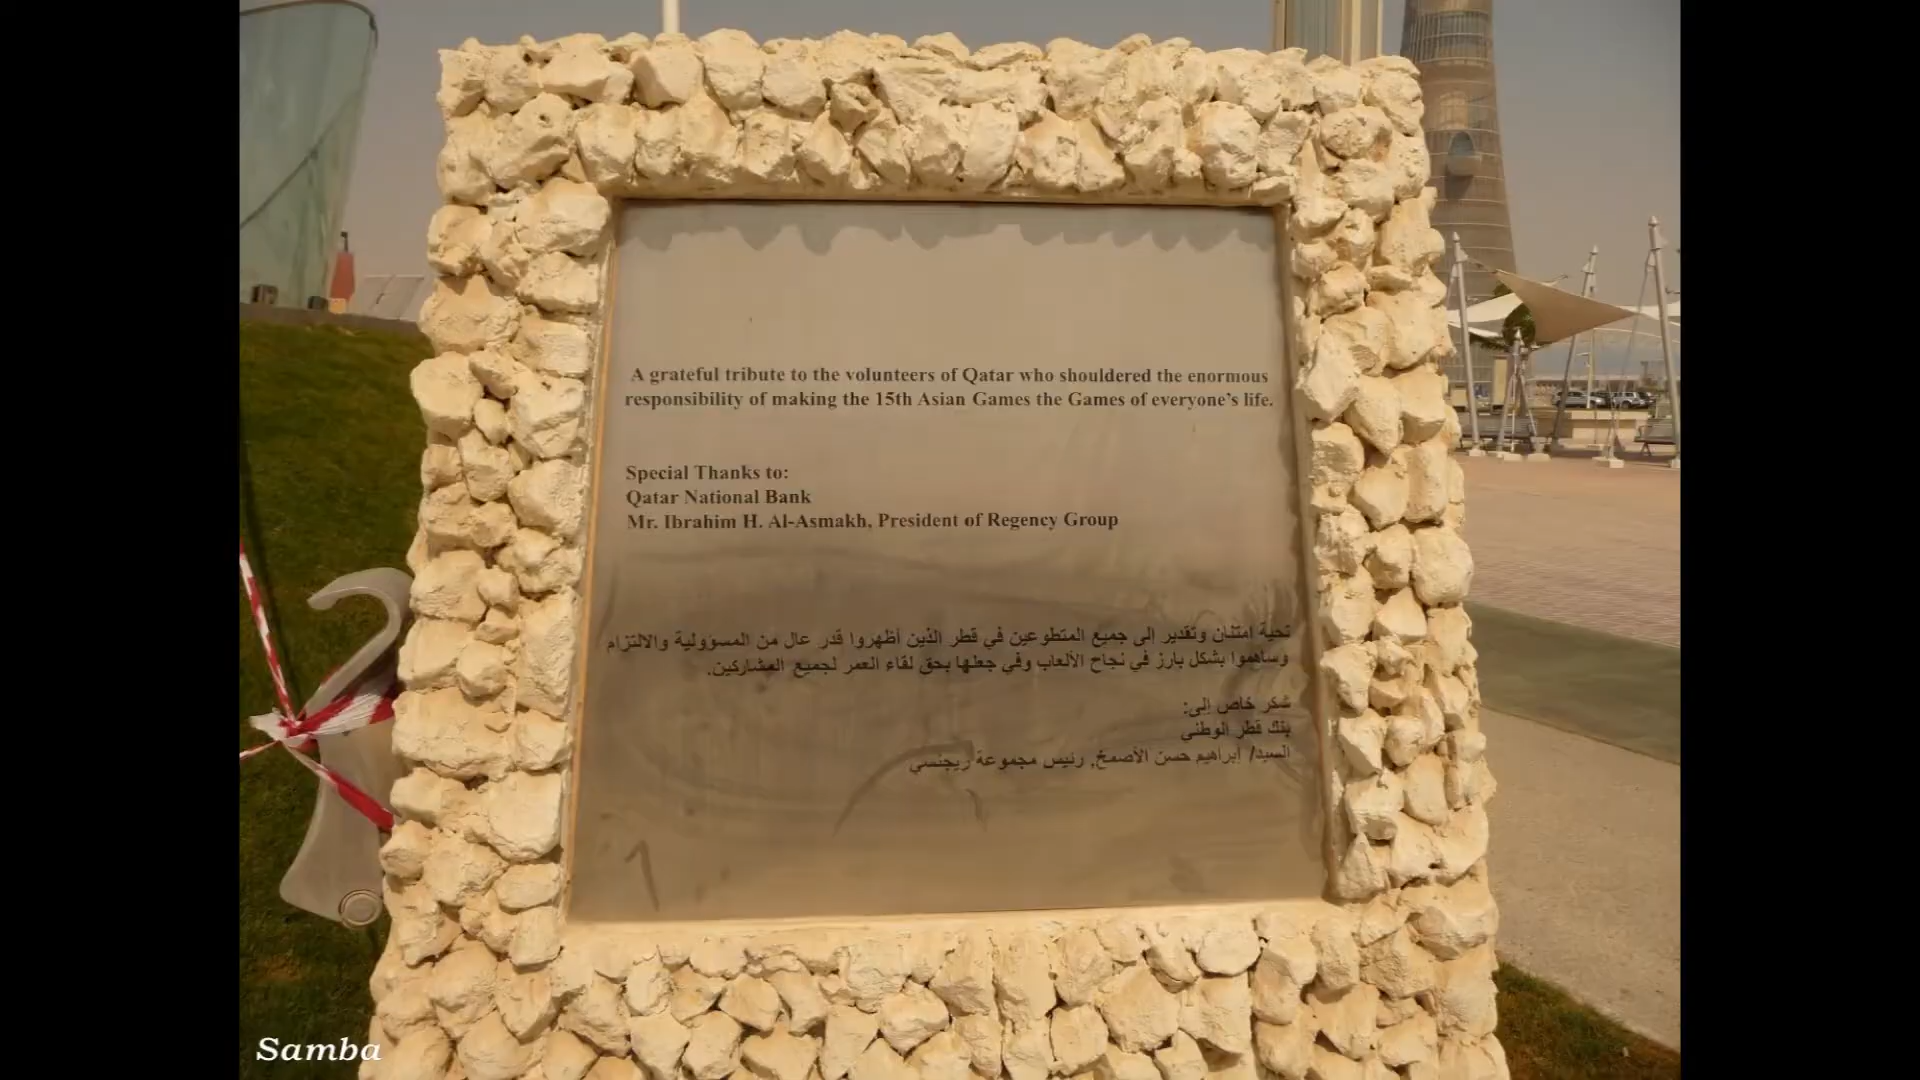 A grateful tribute to the volunteers of Qatar who shouldered the enormous
responsibility of making the 15th Asian Games the Games of everyone's life.
Special Thanks to:
Qatar National Bank
Mr. Ibrahim H. Al-Asmakh, President of Regency Group
تحية امتنان وتقدير إلى جميع المتطوعين في قطر الذين أظهروا قدر عال من المسؤولية والالتزام
وساهموا بشكل بارز في نجاح الألعاب وفي جعلها بحق لقاء العمر لجميع المشاركين.
شكر خاص إلى:
بنك قطر الوطني
السيد/ إبراهيم حسن الأصمخ, رئيس مجموعة ريجنسي
Samba